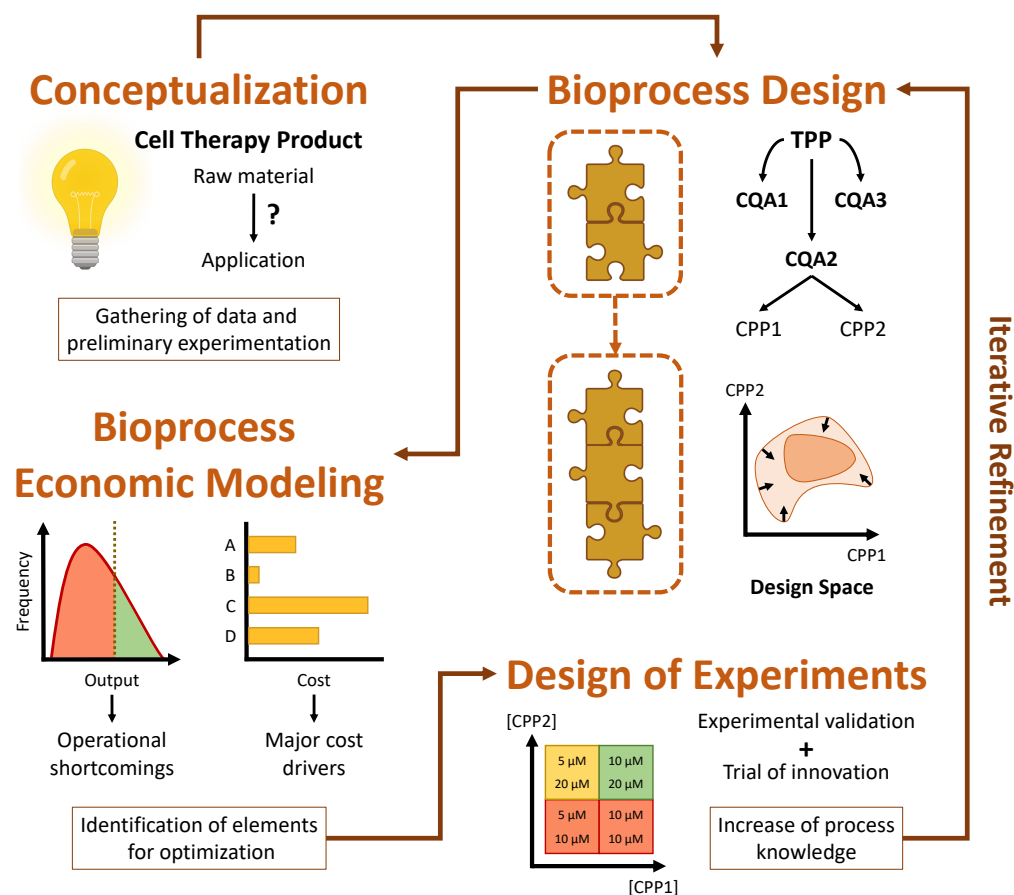 Conceptualization
Cell Therapy Product
Raw material
?
Application
Gathering of data and
preliminary experimentation
Bioprocess Design
TPP
CQA1
CQA3
CQA2
CPP1
CPP2
CPP2
CPP1
Design Space
Bioprocess
Economic Modeling
Frequency
Output
Operational
shortcomings
A
B
C
D
Cost
Major cost
drivers
Identification of elements
for optimization
Design of Experiments
[CPP2]
5 µM
20 µM
10 µM
20 µM
5 µM
10 µM
10 µM
10 µM
[CPP1]
Experimental validation
+
Trial of innovation
Increase of process
knowledge
Iterative Refinement